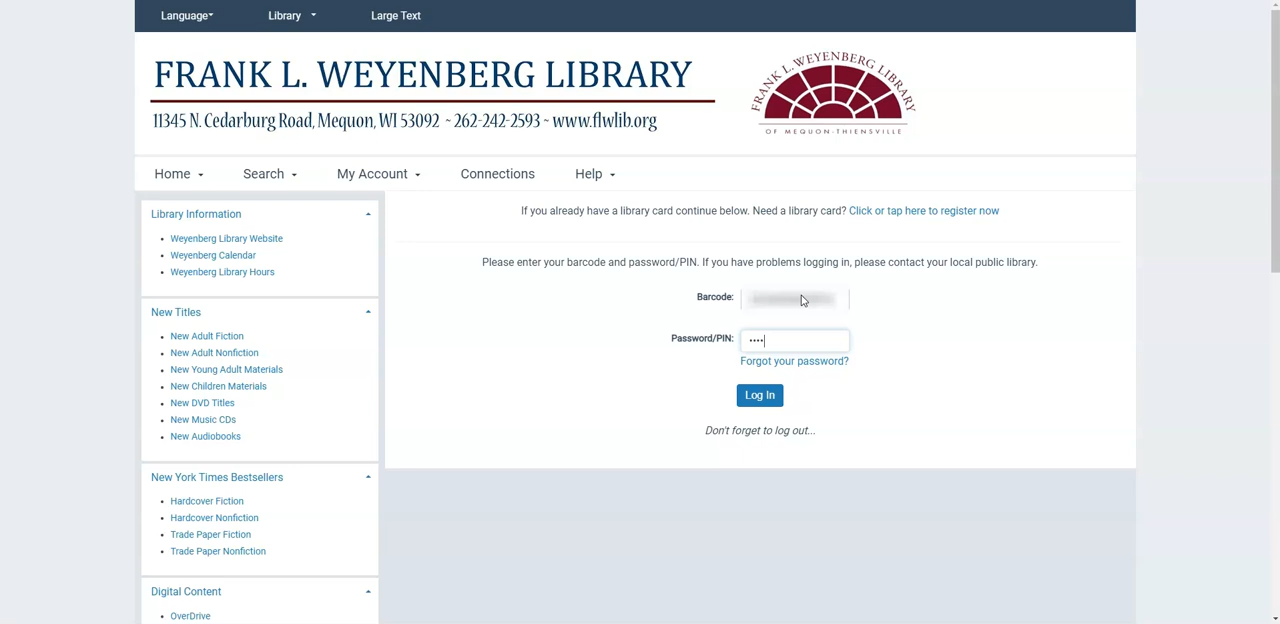 Language
Library
Large Text
FRANK L. WEYENBERG LIBRARY
11345 N. Cedarburg Road, Mequon, WI 53092 ~ 262-242-2593 ~ www.flwlib.org
FRANK L. WEYENBERG LIBRARY
OF MEQUON-THIENSVILLE
Home
Search
My Account
Connections
Help
Library Information
Weyenberg Library Website
Weyenberg Calendar
Weyenberg Library Hours
New Titles
New Adult Fiction
New Adult Nonfiction
New Young Adult Materials
New Children Materials
New DVD Titles
New Music CDs
New Audiobooks
New York Times Bestsellers
Hardcover Fiction
Hardcover Nonfiction
Trade Paper Fiction
Trade Paper Nonfiction
Digital Content
OverDrive
If you already have a library card continue below. Need a library card? Click or tap here to register now
Please enter your barcode and password/PIN. If you have problems logging in, please contact your local public library.
Barcode:
Password/PIN: ••••
Forgot your password?
Log In
Don't forget to log out...